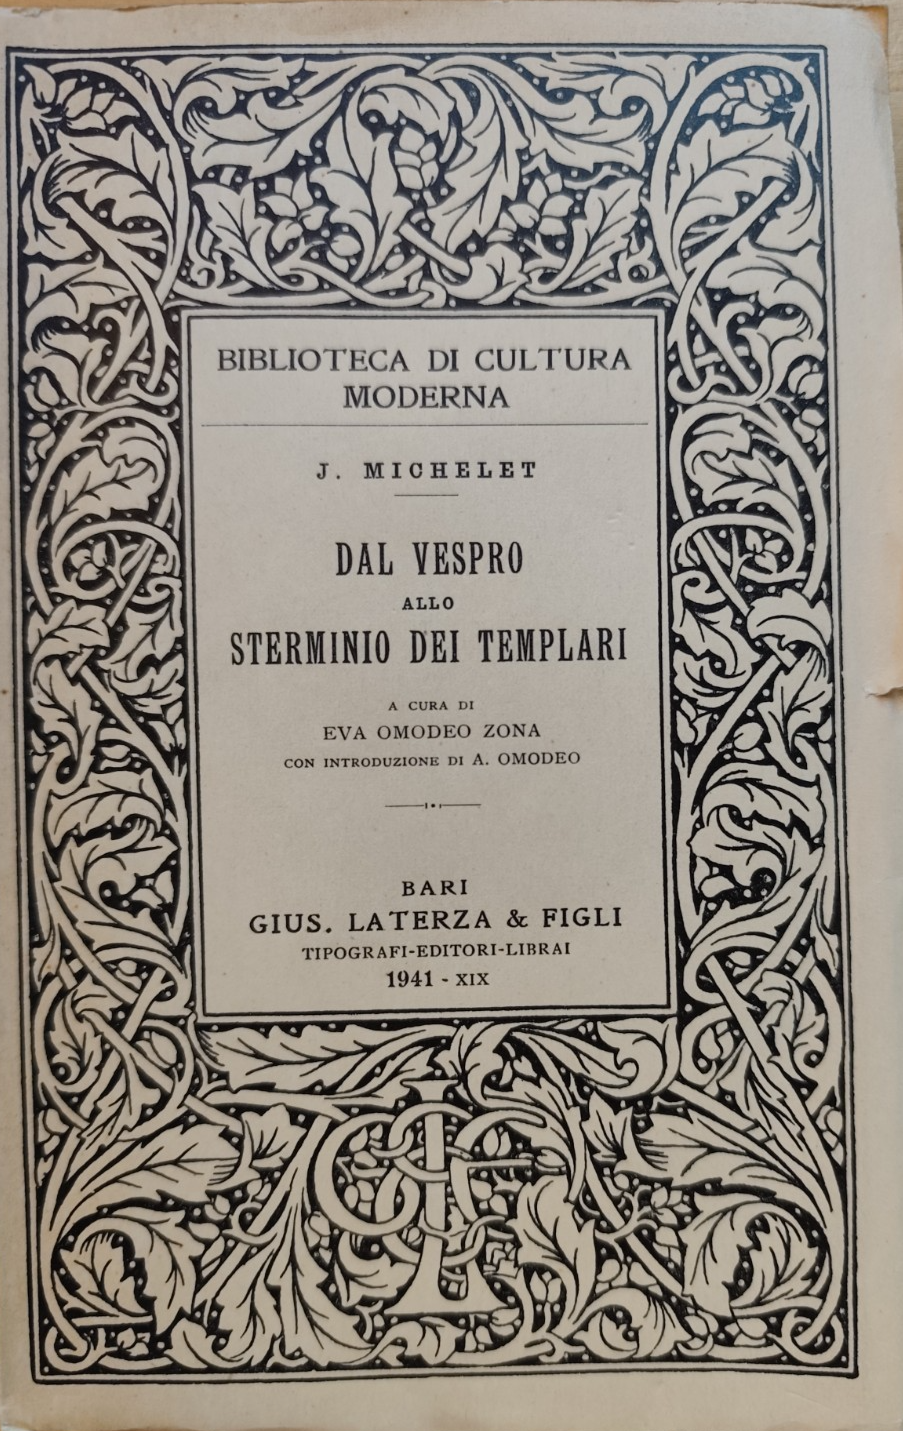 BIBLIOTECA DI CULTURA
MODERNA
J. MICHELET
DAL VESPRO
ALLO
STERMINIO DEI TEMPLARI
A CURA DI
EVA OMODEO ZONA
CON INTRODUZIONE DI A. OMODEO
BARI
GIUS. LATERZA & FIGLI
TIPOGRAFI-EDITORI-LIBRAI
1941 - XIX